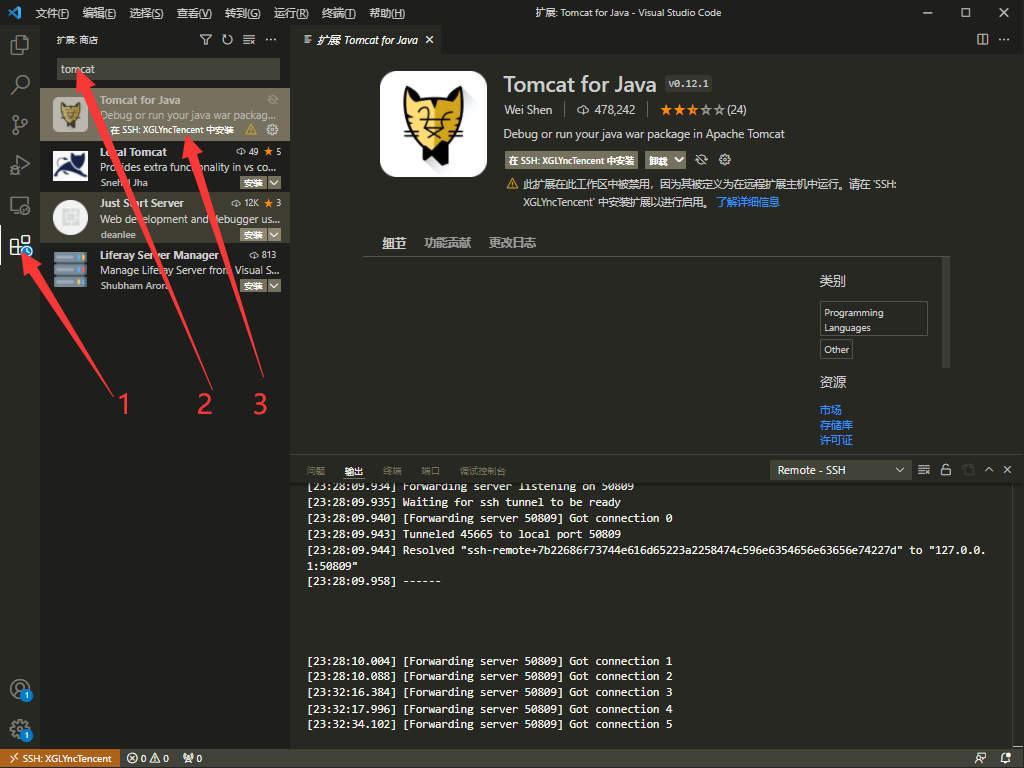 文件(F) 编辑(E) 选择(S) 查看(V) 转到(G) 运行(R) 终端(T) 帮助(H) 扩展: Tomcat for Java - Visual Studio Code
扩展: 商店
tomcat
Tomcat for Java
Debug or run your java war packag...
在 SSH: XGLYncTencent 中安装
Local Tomcat 49 5
Provides extra functionality in vs co...
Snehil Jha 安装
Just Start Server 12K 3
Web development and debugger us...
deanlee 安装
Liferay Server Manager 813
Manage Liferay Server from Visual S...
Shubham Arora 安装
1 2 3
扩展 Tomcat for Java
Tomcat for Java v0.12.1
Wei Shen 478,242 (24)
Debug or run your java war package in Apache Tomcat
在 SSH: XGLYncTencent 中安装 卸载
此扩展在此工作区中被禁用，因为其被定义为在远程扩展主机中运行。请在 'SSH:
XGLYncTencent' 中安装扩展以进行启用。 了解详细信息
细节 功能贡献 更改日志
类别
Programming
Languages
Other
资源
市场
存储库
许可证
问题 输出 终端 端口 调试控制台 Remote - SSH
[23:28:09.934] Forwarding server listening on 50809
[23:28:09.935] Waiting for ssh tunnel to be ready
[23:28:09.940] [Forwarding server 50809] Got connection 0
[23:28:09.943] Tunneled 45665 to local port 50809
[23:28:09.944] Resolved "ssh-remote+7b22686f73744e616d65223a2258474c596e6354656e63656e74227d" to "127.0.0.
1:50809"
[23:28:09.958] ------
[23:28:10.004] [Forwarding server 50809] Got connection 1
[23:28:10.088] [Forwarding server 50809] Got connection 2
[23:32:16.384] [Forwarding server 50809] Got connection 3
[23:32:17.996] [Forwarding server 50809] Got connection 4
[23:32:34.102] [Forwarding server 50809] Got connection 5
1
1
SSH: XGLYncTencent 0 0 0